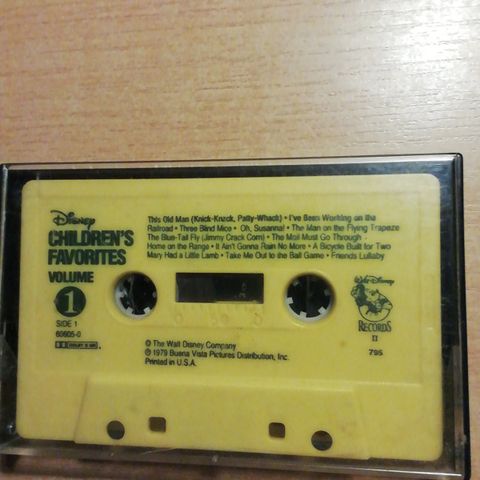 Disney
CHILDREN'S
FAVORITES
VOLUME
1
SIDE 1
60605-0
DOLBY B NR
This Old Man (Knick-Knack, Patty-Whack) • I've Been Working on the
Railroad • Three Blind Mice • Oh, Susanna! • The Man on the Flying Trapeze
The Blue-Tail Fly (Jimmy Crack Corn) • The Mail Must Go Through
Home on the Range • It Ain't Gonna Rain No More • A Bicycle Built for Two
Mary Had a Little Lamb • Take Me Out to the Ball Game • Friends Lullaby
© The Walt Disney Company
℗ 1979 Buena Vista Pictures Distribution, Inc.
Printed in U.S.A.
Walt Disney
RECORDS
II
795